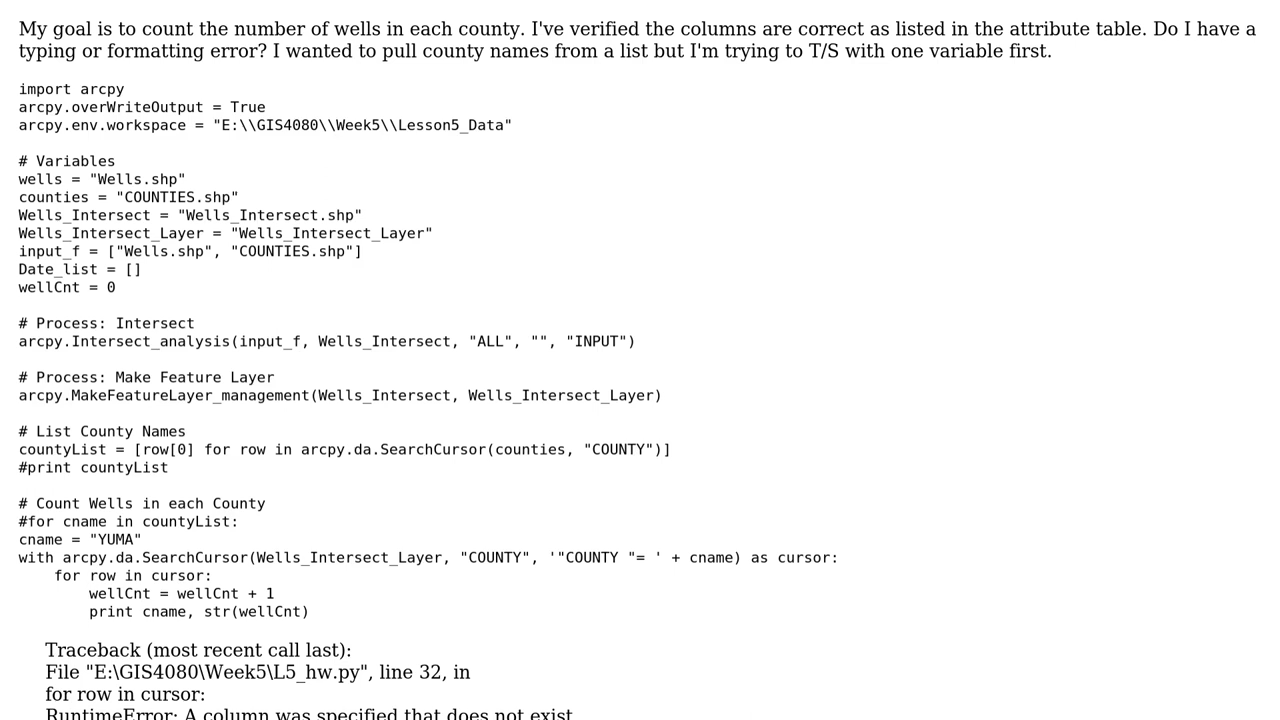 My goal is to count the number of wells in each county. I've verified the columns are correct as listed in the attribute table. Do I have a
typing or formatting error? I wanted to pull county names from a list but I'm trying to T/S with one variable first.
import arcpy
arcpy.overWriteOutput = True
arcpy.env.workspace = "E:\\GIS4080\\Week5\\Lesson5_Data"
# Variables
wells = "Wells.shp"
counties = "COUNTIES.shp"
Wells_Intersect = "Wells_Intersect.shp"
Wells_Intersect_Layer = "Wells_Intersect_Layer"
input_f = ["Wells.shp", "COUNTIES.shp"]
Date_list = []
wellCnt = 0
# Process: Intersect
arcpy.Intersect_analysis(input_f, Wells_Intersect, "ALL", "", "INPUT")
# Process: Make Feature Layer
arcpy.MakeFeatureLayer_management(Wells_Intersect, Wells_Intersect_Layer)
# List County Names
countyList = [row[0] for row in arcpy.da.SearchCursor(counties, "COUNTY")]
#print countyList
# Count Wells in each County
#for cname in countyList:
cname = "YUMA"
with arcpy.da.SearchCursor(Wells_Intersect_Layer, "COUNTY", '"COUNTY "= ' + cname) as cursor:
    for row in cursor:
        wellCnt = wellCnt + 1
        print cname, str(wellCnt)
Traceback (most recent call last):
File "E:\GIS4080\Week5\L5_hw.py", line 32, in
for row in cursor:
RuntimeError: A column was specified that does not exist